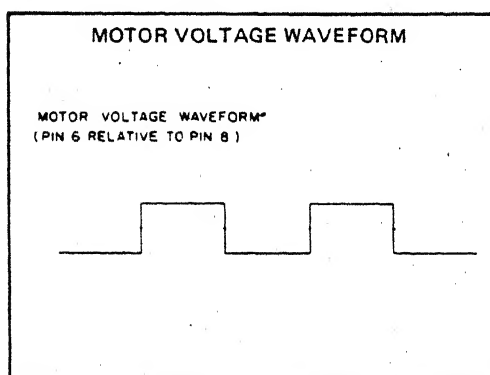 MOTOR VOLTAGE WAVEFORM
MOTOR VOLTAGE WAVEFORM
(PIN 6 RELATIVE TO PIN 8)